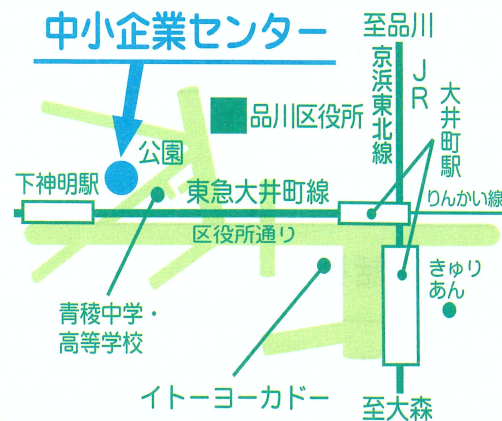 中小企業センター
至品川
京浜東北線
JR
大井町駅
品川区役所
公園
下神明駅
東急大井町線
りんかい線
区役所通り
きゅり
あん
青稜中学・
高等学校
イトーヨーカドー
至大森